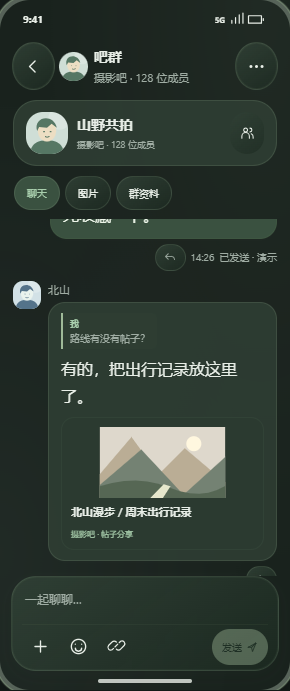 9:41
5G
吧群
摄影吧 · 128 位成员
山野共拍
摄影吧 · 128 位成员
聊天
图片
群资料
14:26 已发送 · 演示
北山
我
路线有没有帖子?
有的，把出行记录放这里
了。
北山漫步 / 周末出行记录
摄影吧 · 帖子分享
一起聊聊...
发送